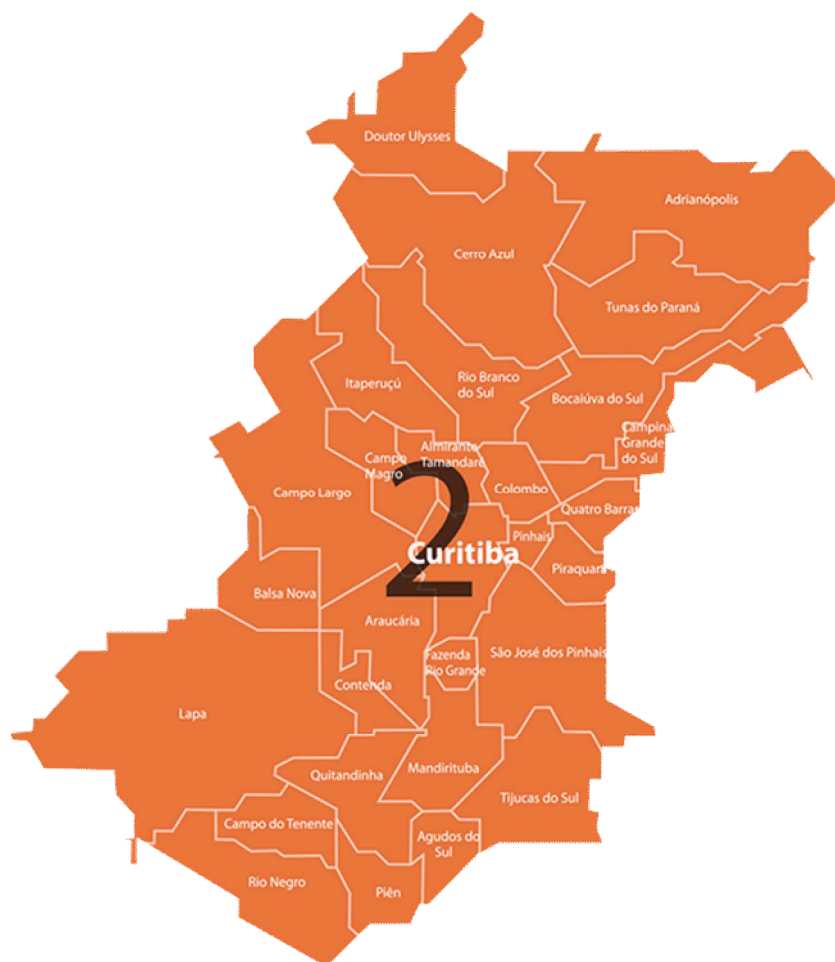 Doutor Ulysses
Adrianópolis
Cerro Azul
Tunas do Paraná
Itaperuçú
Rio Branco
do Sul
Bocaiúva do Sul
Campina
Grande
do Sul
Almirante
Tamandaré
Campo
Magro
Campo Largo
Colombo
Quatro Barras
2
Pinhais
Curitiba
Piraquara
Balsa Nova
Araucária
Fazenda
Rio Grande
São José dos Pinhais
Contenda
Lapa
Quitandinha
Mandirituba
Tijucas do Sul
Campo do Tenente
Agudos do
Sul
Rio Negro
Piên